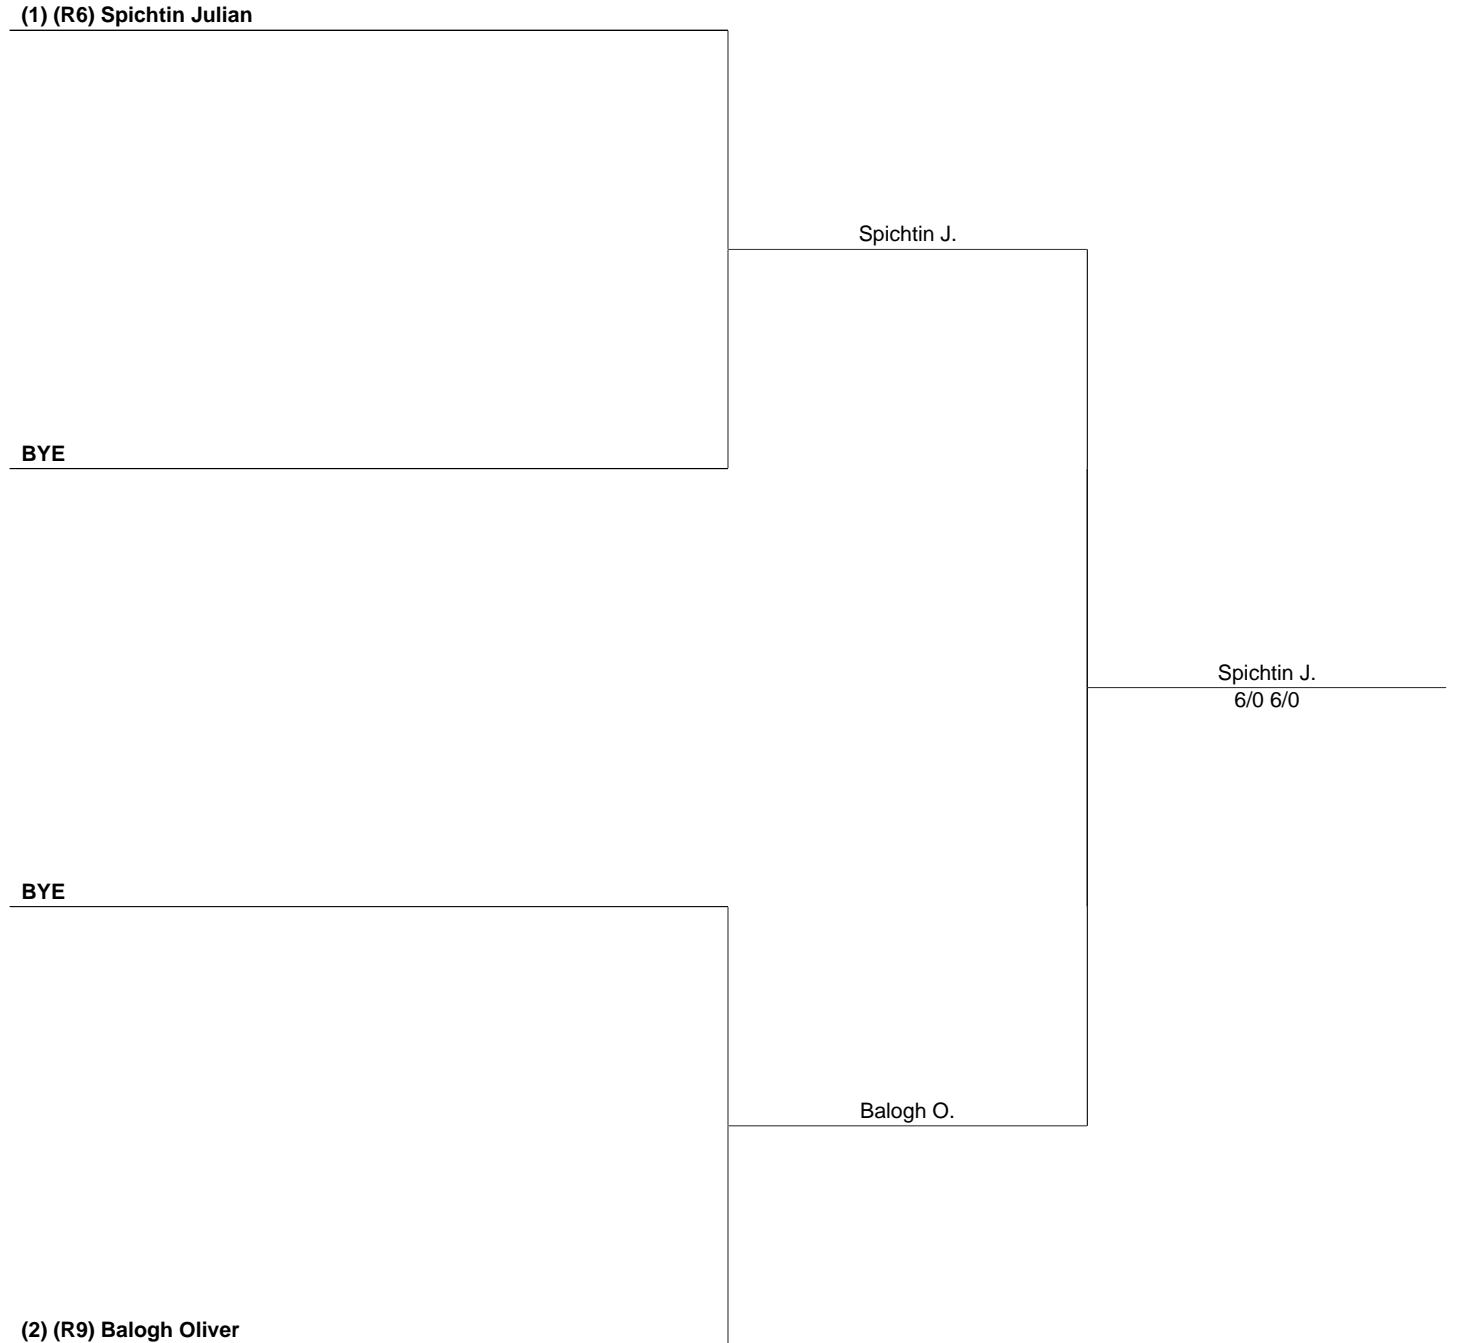 (1) (R6) Spichtin Julian
Spichtin J.
BYE
Spichtin J.
6/0 6/0
BYE
Balogh O.
(2) (R9) Balogh Oliver